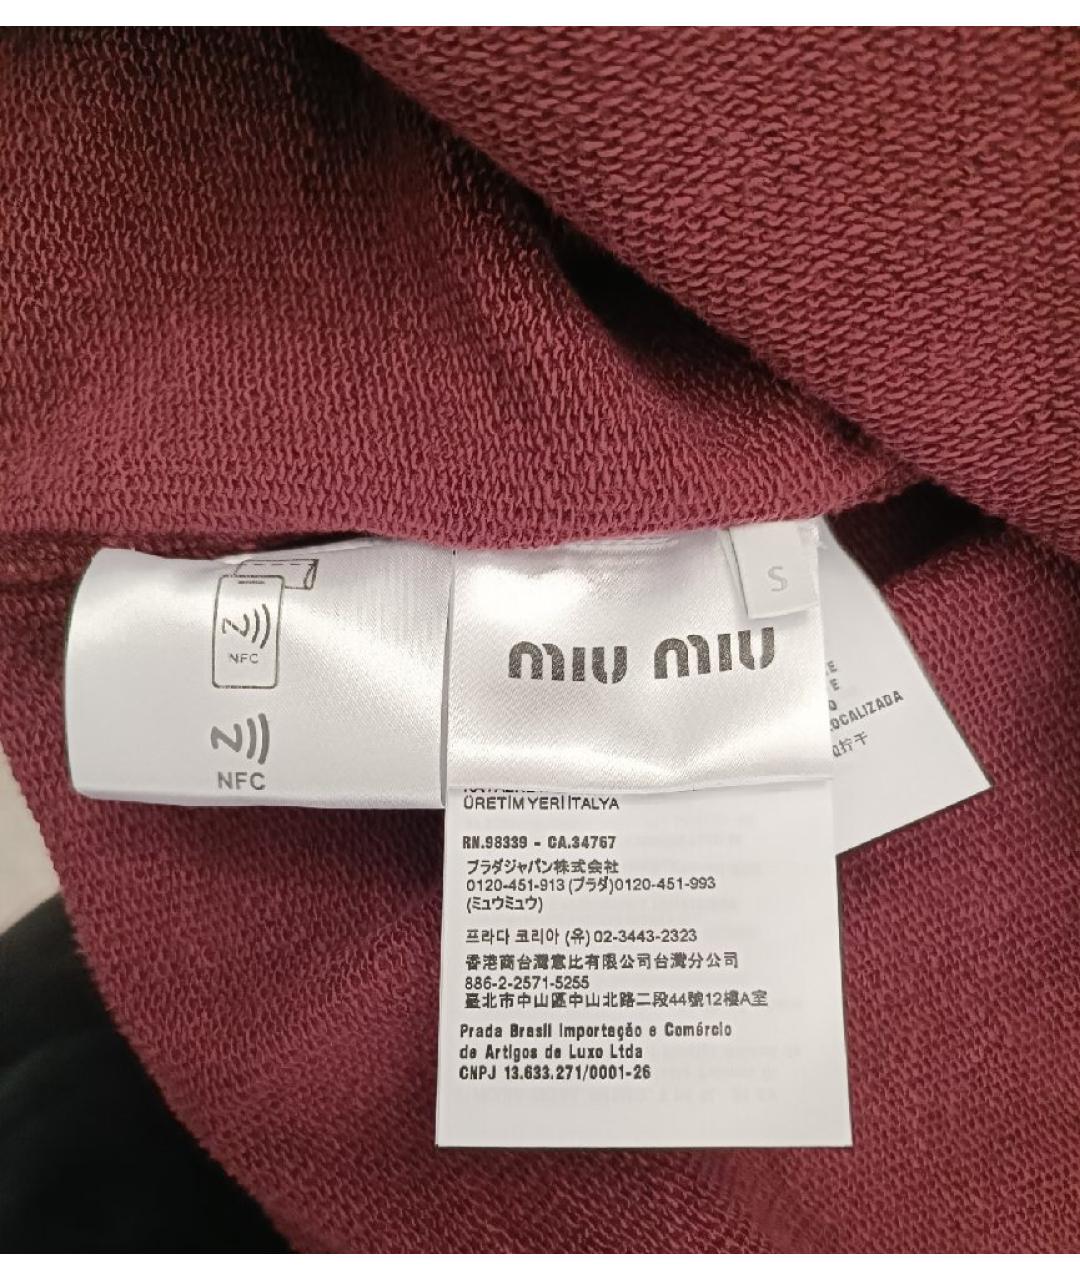 S
NFC
NFC
miu miu
E
E
OCALIZADA
拧干
ÜRETİM YERİ İTALYA
RN.98339 - CA.34767
プラダジャパン株式会社
0120-451-913 (プラダ)0120-451-993
(ミュウミュウ)
프라다 코리아 (유) 02-3443-2323
香港商台灣意比有限公司台灣分公司
886-2-2571-5255
臺北市中山區中山北路二段44號12樓A室
Prada Brasil Importação e Comércio
de Artigos de Luxo Ltda
CNPJ 13.633.271/0001-26